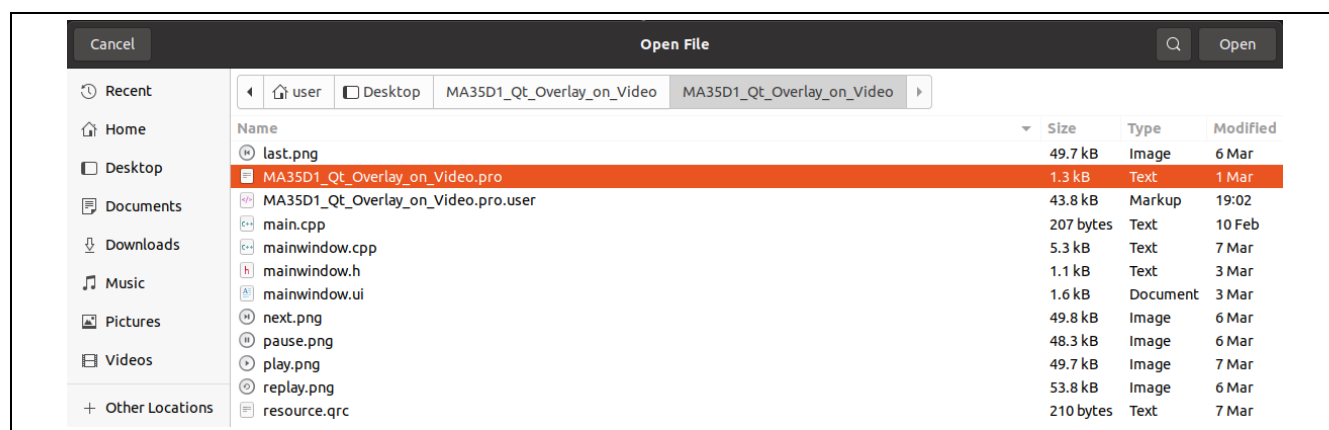 Cancel Open File Open
Recent
Home
Desktop
Documents
Downloads
Music
Pictures
Videos
+ Other Locations
user Desktop MA35D1_Qt_Overlay_on_Video MA35D1_Qt_Overlay_on_Video
Name Size Type Modified
last.png 49.7 kB Image 6 Mar
MA35D1_Qt_Overlay_on_Video.pro 1.3 kB Text 1 Mar
MA35D1_Qt_Overlay_on_Video.pro.user 43.8 kB Markup 19:02
main.cpp 207 bytes Text 10 Feb
mainwindow.cpp 5.3 kB Text 7 Mar
mainwindow.h 1.1 kB Text 3 Mar
mainwindow.ui 1.6 kB Document 3 Mar
next.png 49.8 kB Image 6 Mar
pause.png 48.3 kB Image 6 Mar
play.png 49.7 kB Image 7 Mar
replay.png 53.8 kB Image 6 Mar
resource.qrc 210 bytes Text 7 Mar